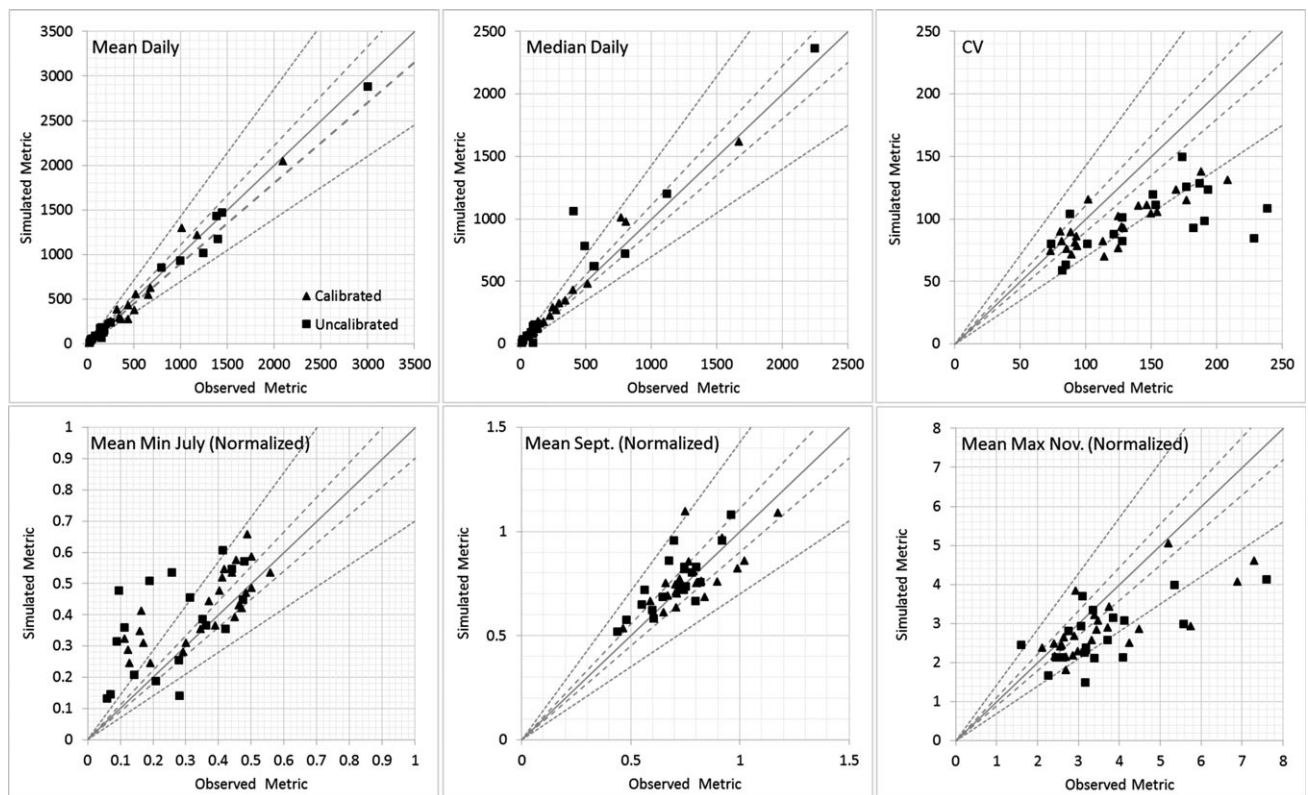 Mean Daily
3500
3000
2500
2000
1500
1000
500
0
Simulated Metric
0 500 1000 1500 2000 2500 3000 3500
Observed Metric
Calibrated
Uncalibrated
Median Daily
2500
2000
1500
1000
500
0
Simulated Metric
0 500 1000 1500 2000 2500
Observed Metric
CV
250
200
150
100
50
0
Simulated Metric
0 50 100 150 200 250
Observed Metric
Mean Min July (Normalized)
1
0.9
0.8
0.7
0.6
0.5
0.4
0.3
0.2
0.1
0
Simulated Metric
0 0.1 0.2 0.3 0.4 0.5 0.6 0.7 0.8 0.9 1
Observed Metric
Mean Sept. (Normalized)
1.5
1
0.5
0
Simulated Metric
0 0.5 1 1.5
Observed Metric
Mean Max Nov. (Normalized)
8
7
6
5
4
3
2
1
0
Simulated Metric
0 1 2 3 4 5 6 7 8
Observed Metric